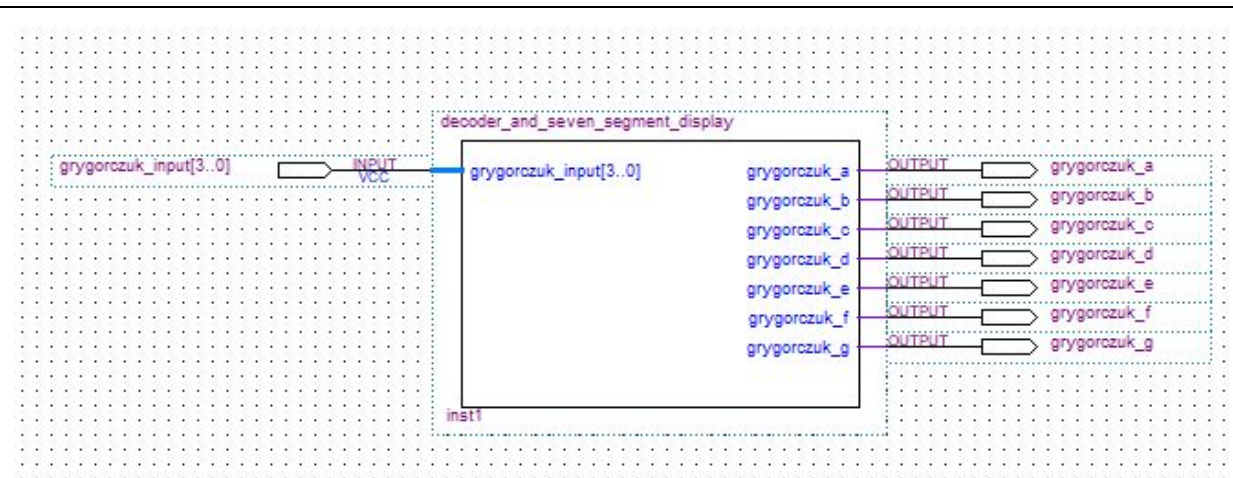 decoder_and_seven_segment_display
grygorczuk_input[3..0] INPUT VCC grygorczuk_input[3..0] grygorczuk_a OUTPUT grygorczuk_a
grygorczuk_b OUTPUT grygorczuk_b
grygorczuk_c OUTPUT grygorczuk_c
grygorczuk_d OUTPUT grygorczuk_d
grygorczuk_e OUTPUT grygorczuk_e
grygorczuk_f OUTPUT grygorczuk_f
grygorczuk_g OUTPUT grygorczuk_g
inst1